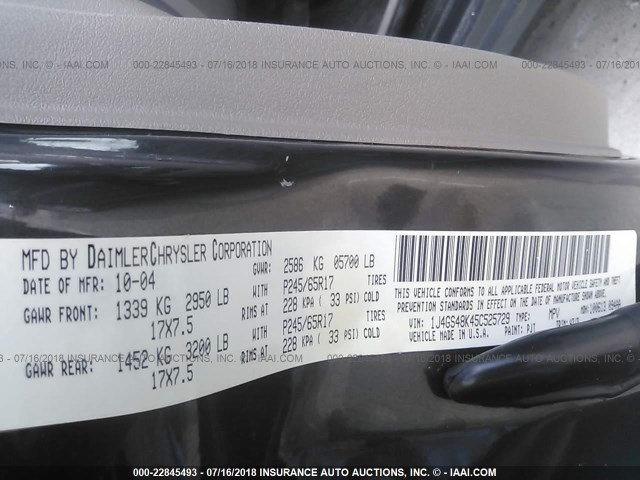 000-22845493 - 07/16/2018 INSURANCE AUTO AUCTIONS, INC. - © IAAI.COM
MFD BY DAIMLERCHRYSLER CORPORATION GVWR: 2586 KG 05700 LB
DATE OF MFR: 10-04
GAWR FRONT: 1339 KG 2950 LB WITH P245/65R17 TIRES
17X7.5 RIMS AT 228 KPA ( 33 PSI) COLD
GAWR REAR: 1452 KG 3200 LB WITH P245/65R17 TIRES
17X7.5 RIMS AT 228 KPA ( 33 PSI) COLD
THIS VEHICLE CONFORMS TO ALL APPLICABLE FEDERAL MOTOR VEHICLE SAFETY AND THEFT
PREVENTION STANDARDS IN EFFECT ON THE DATE OF MANUFACTURE SHOWN ABOVE.
VIN: 1J4GS48K45C525729 TYPE: MPV
VEHICLE MADE IN U.S.A. PAINT: PJT
000-22845493 - 07/16/2018 INSURANCE AUTO AUCTIONS, INC. - © IAAI.COM